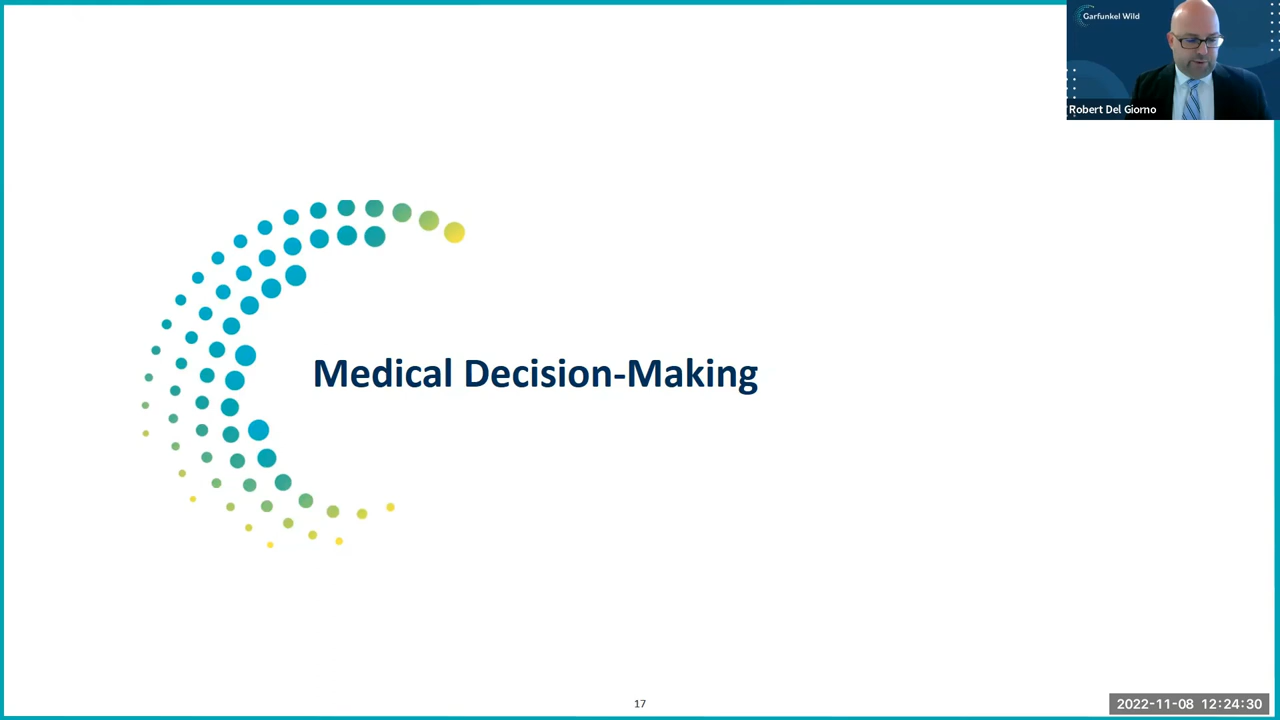 Garfunkel Wild
Robert Del Giorno
Medical Decision-Making
17
2022-11-08 12:24:30